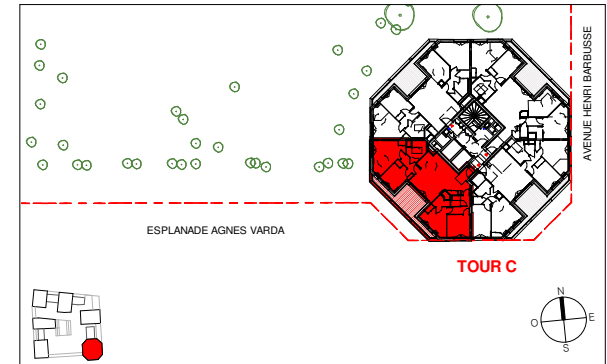 AVENUE HENRI BARBUSSE
ESPLANADE AGNES VARDA
TOUR C
N
O
E
S